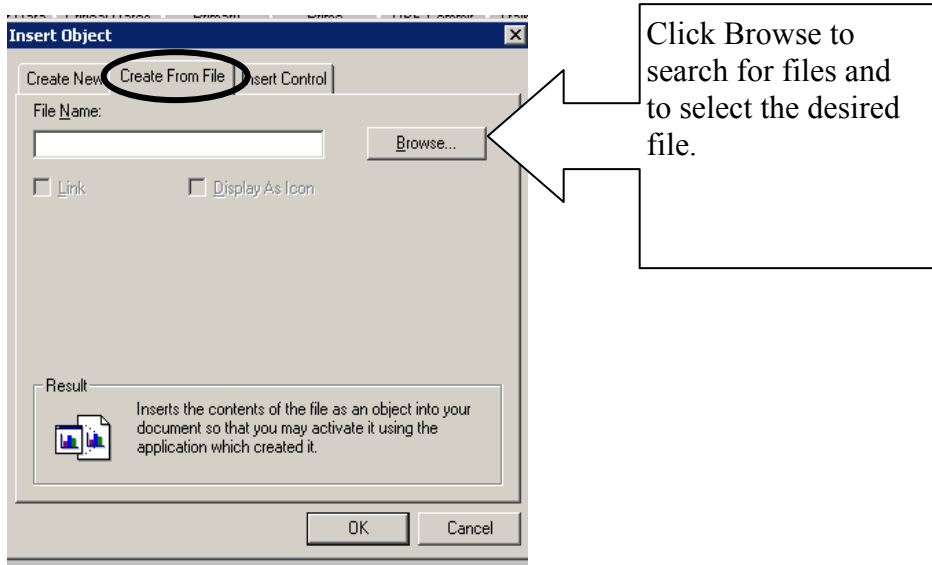 Insert Object
Create New
Create From File
Insert Control
File Name:
Browse...
Link
Display As Icon
Result
Inserts the contents of the file as an object into your
document so that you may activate it using the
application which created it.
OK
Cancel
Click Browse to
search for files and
to select the desired
file.